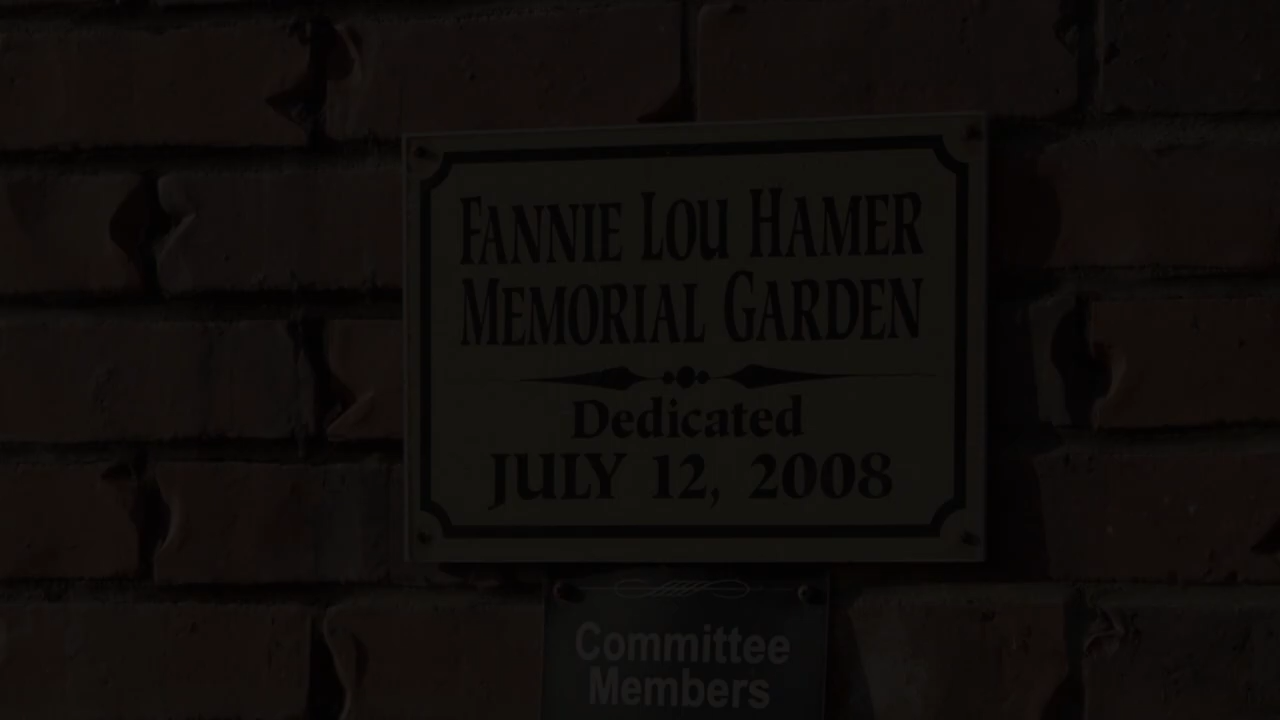 FANNIE LOU HAMER
MEMORIAL GARDEN
Dedicated
JULY 12, 2008
Committee
Members